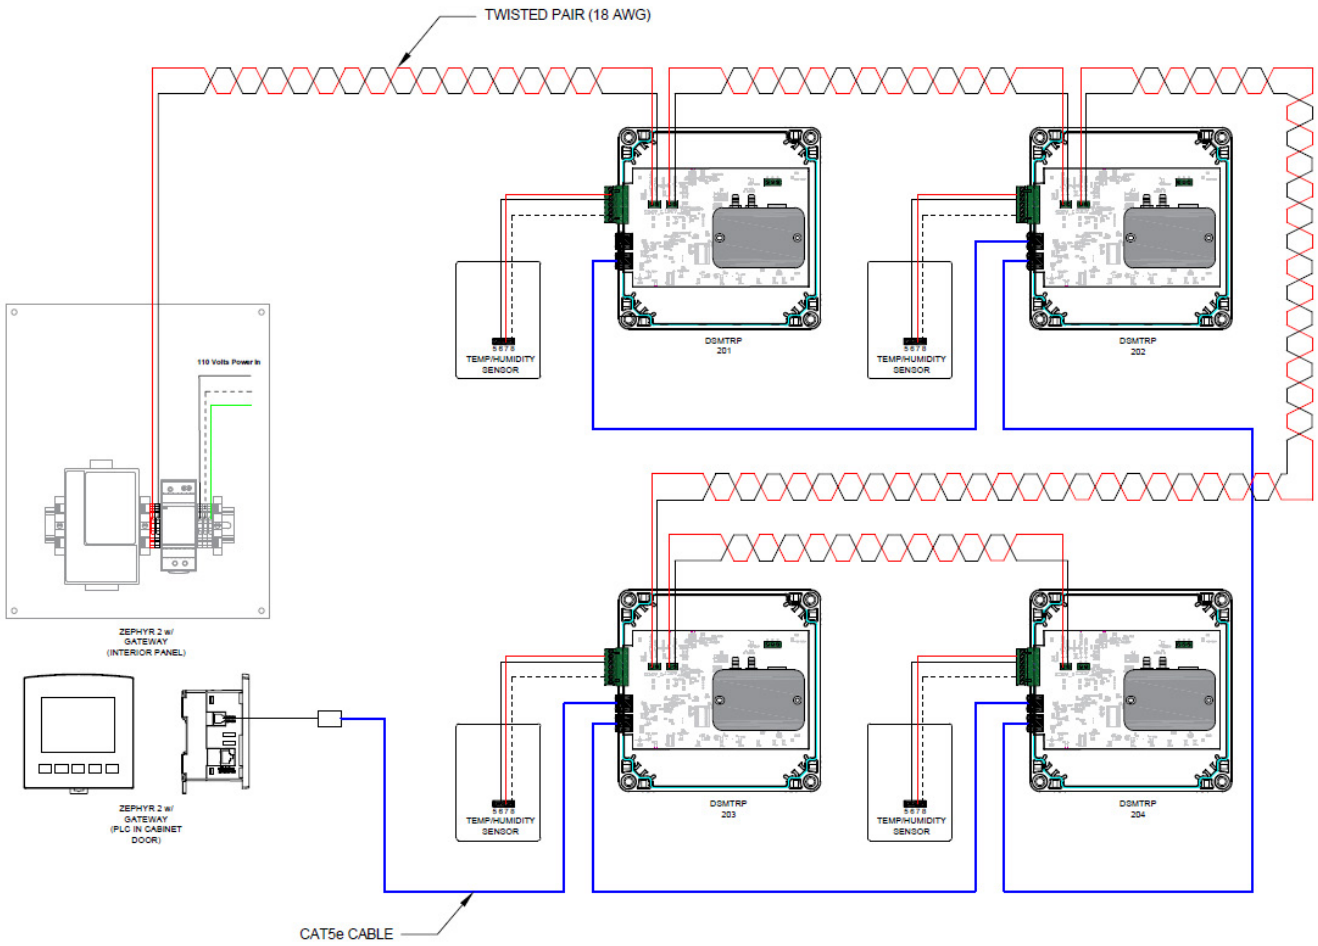 TWISTED PAIR (18 AWG)
110 Volts Power In
5 6 7 8
TEMP/HUMIDITY
SENSOR
DSMTRP
201
5 6 7 8
TEMP/HUMIDITY
SENSOR
DSMTRP
202
ZEPHYR 2 w/
GATEWAY
(INTERIOR PANEL)
ZEPHYR 2 w/
GATEWAY
(PLC IN CABINET
DOOR)
5 6 7 8
TEMP/HUMIDITY
SENSOR
DSMTRP
203
5 6 7 8
TEMP/HUMIDITY
SENSOR
DSMTRP
204
CAT5e CABLE